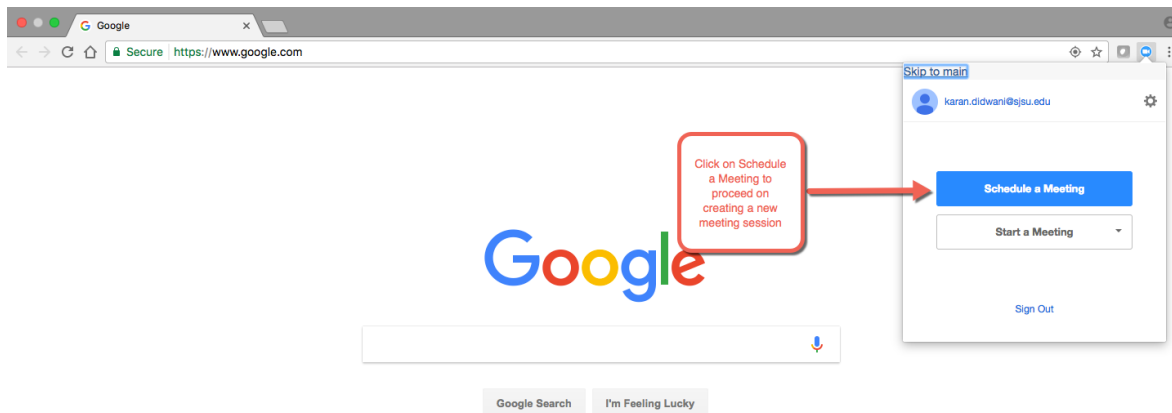 Google
Secure https://www.google.com
Skip to main
karan.didwani@sjsu.edu
Click on Schedule
a Meeting to
proceed on
creating a new
meeting session
Schedule a Meeting
Start a Meeting
Google
Sign Out
Google Search I'm Feeling Lucky